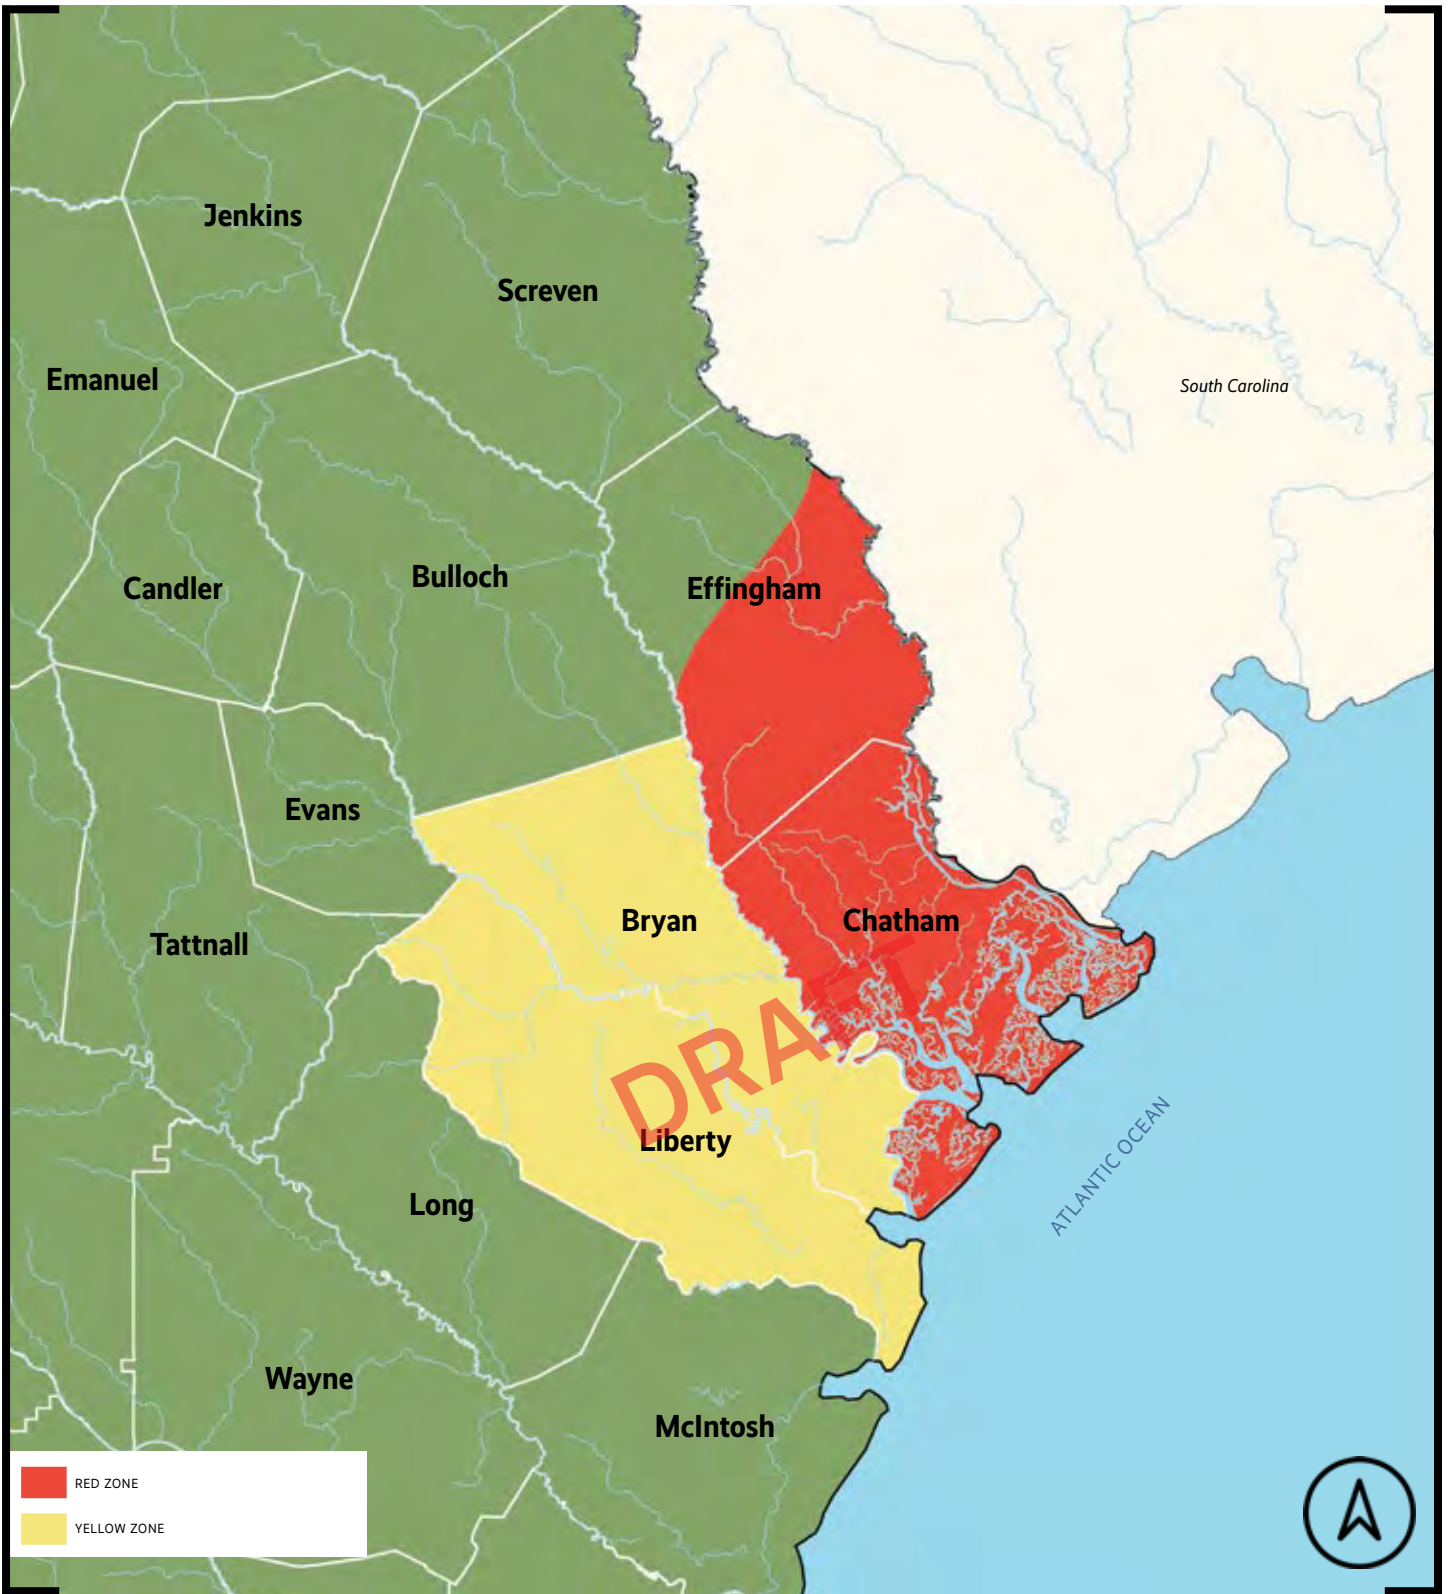 Jenkins
Screven
Emanuel
South Carolina
Candler
Bulloch
Effingham
Evans
Bryan
Chatham
Tattnall
DRAFT
Liberty
ATLANTIC OCEAN
Long
Wayne
McIntosh
RED ZONE
YELLOW ZONE